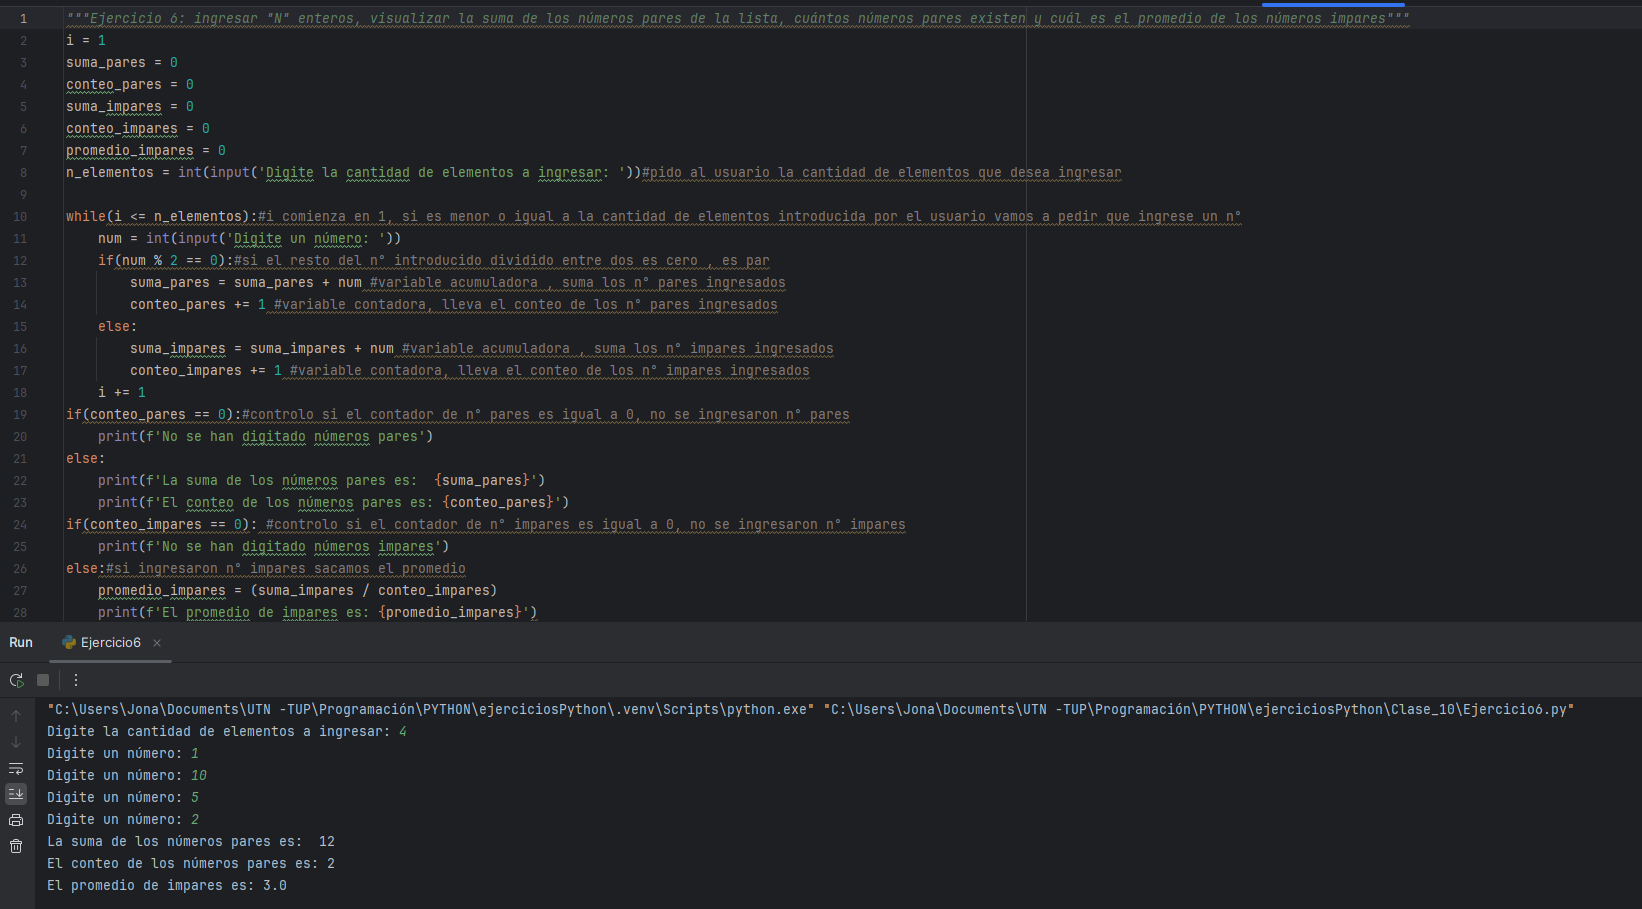 1 """Ejercicio 6: ingresar "N" enteros, visualizar la suma de los números pares de la lista, cuántos números pares existen y cuál es el promedio de los números impares"""
2 i = 1
3 suma_pares = 0
4 conteo_pares = 0
5 suma_impares = 0
6 conteo_impares = 0
7 promedio_impares = 0
8 n_elementos = int(input('Digite la cantidad de elementos a ingresar: '))#pido al usuario la cantidad de elementos que desea ingresar
9
10 while(i <= n_elementos):#i comienza en 1, si es menor o igual a la cantidad de elementos introducida por el usuario vamos a pedir que ingrese un n°
11     num = int(input('Digite un número: '))
12     if(num % 2 == 0):#si el resto del n° introducido dividido entre dos es cero , es par
13         suma_pares = suma_pares + num #variable acumuladora , suma los n° pares ingresados
14         conteo_pares += 1 #variable contadora, lleva el conteo de los n° pares ingresados
15     else:
16         suma_impares = suma_impares + num #variable acumuladora , suma los n° impares ingresados
17         conteo_impares += 1 #variable contadora, lleva el conteo de los n° impares ingresados
18     i += 1
19 if(conteo_pares == 0):#controlo si el contador de n° pares es igual a 0, no se ingresaron n° pares
20     print(f'No se han digitado números pares')
21 else:
22     print(f'La suma de los números pares es:  {suma_pares}')
23     print(f'El conteo de los números pares es: {conteo_pares}')
24 if(conteo_impares == 0): #controlo si el contador de n° impares es igual a 0, no se ingresaron n° impares
25     print(f'No se han digitado números impares')
26 else:#si ingresaron n° impares sacamos el promedio
27     promedio_impares = (suma_impares / conteo_impares)
28     print(f'El promedio de impares es: {promedio_impares}')
Run Ejercicio6
"C:\Users\Jona\Documents\UTN -TUP\Programación\PYTHON\ejerciciosPython\.venv\Scripts\python.exe" "C:\Users\Jona\Documents\UTN -TUP\Programación\PYTHON\ejerciciosPython\Clase_10\Ejercicio6.py"
Digite la cantidad de elementos a ingresar: 4
Digite un número: 1
Digite un número: 10
Digite un número: 5
Digite un número: 2
La suma de los números pares es:  12
El conteo de los números pares es: 2
El promedio de impares es: 3.0